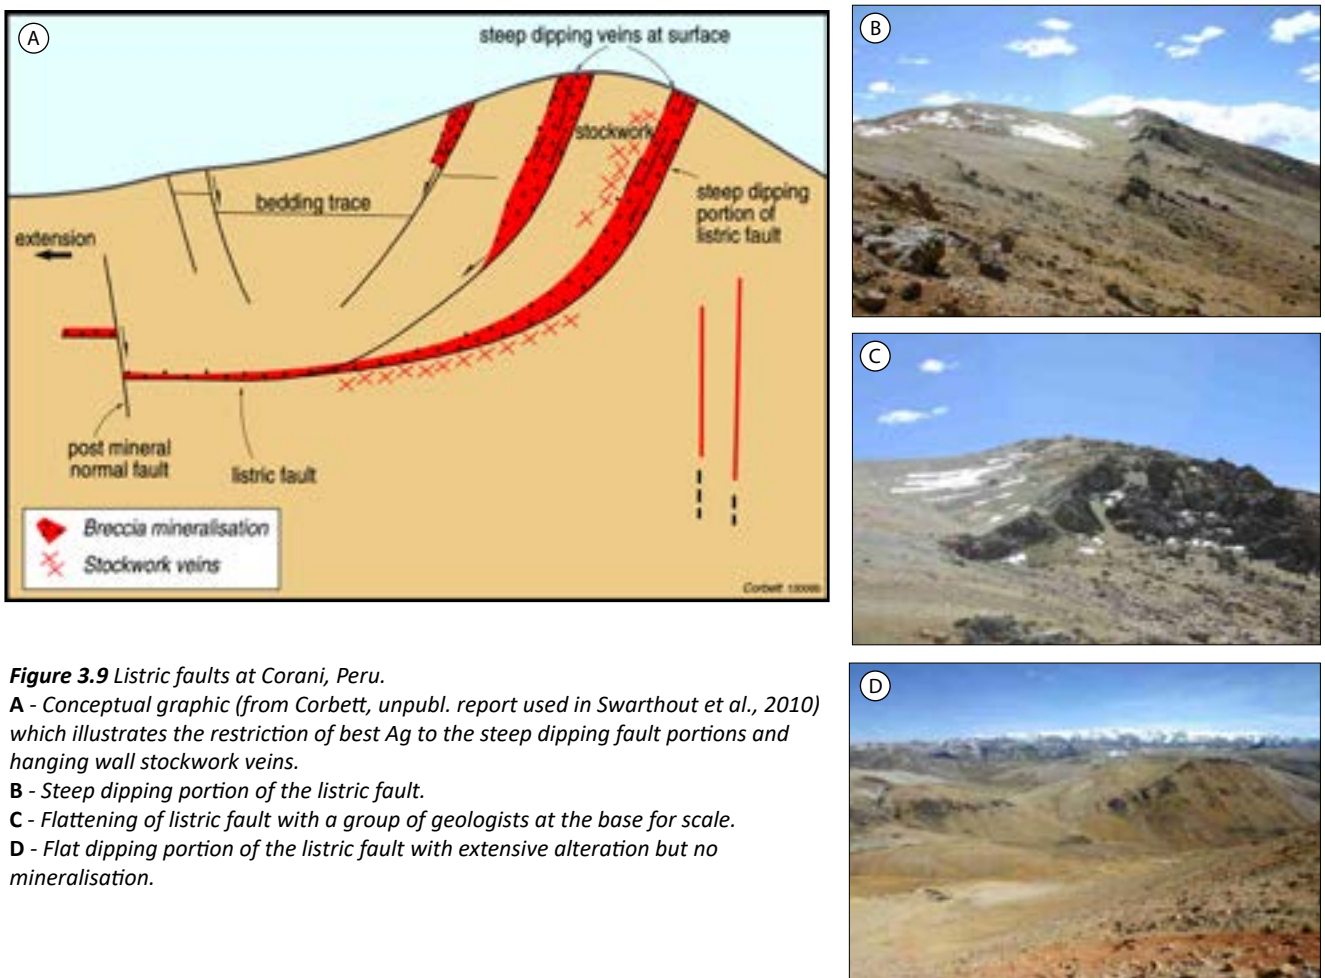 A
steep dipping veins at surface
stockwork
bedding trace
steep dipping
portion of
listric fault
extension
post mineral
normal fault
listric fault
Breccia mineralisation
Stockwork veins
Corbett
B
C
D
Figure 3.9 Listric faults at Corani, Peru.
A - Conceptual graphic (from Corbett, unpubl. report used in Swarthout et al., 2010)
which illustrates the restriction of best Ag to the steep dipping fault portions and
hanging wall stockwork veins.
B - Steep dipping portion of the listric fault.
C - Flattening of listric fault with a group of geologists at the base for scale.
D - Flat dipping portion of the listric fault with extensive alteration but no
mineralisation.